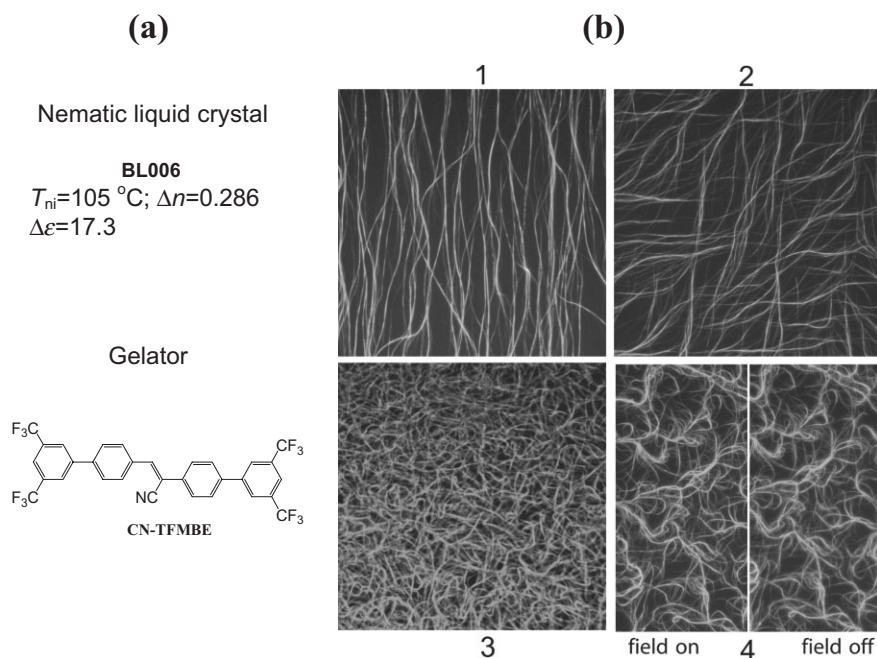 (a)
Nematic liquid crystal
BL006
Tni=105 °C; Δn=0.286
Δε=17.3
Gelator
F3C
F3C
NC
CF3
CF3
CN-TFMBE
(b)
1
2
3
4
field on
field off